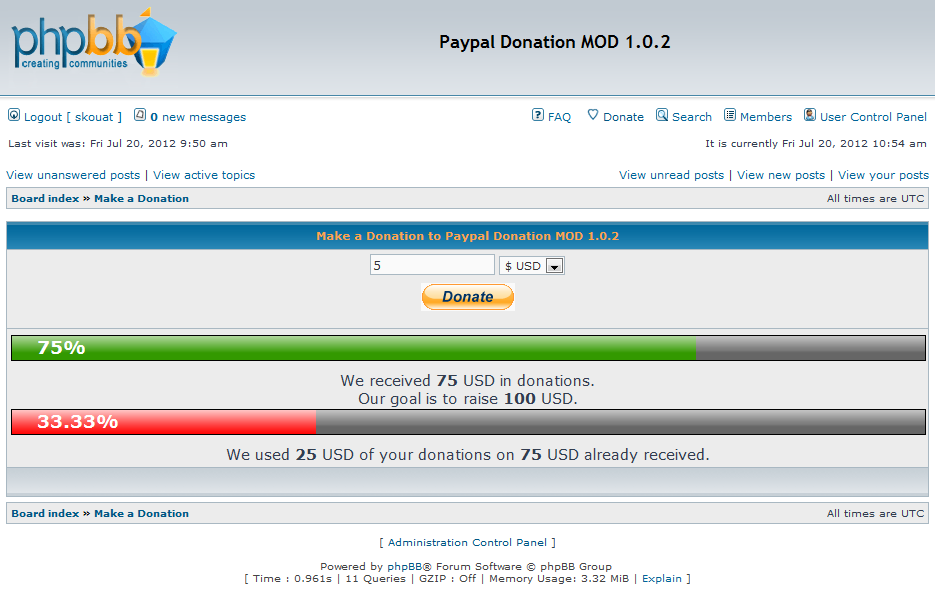 phpBB
creating communities
Paypal Donation MOD 1.0.2
Logout [ skouat ] 0 new messages
FAQ Donate Search Members User Control Panel
Last visit was: Fri Jul 20, 2012 9:50 am
It is currently Fri Jul 20, 2012 10:54 am
View unanswered posts | View active topics
View unread posts | View new posts | View your posts
Board index » Make a Donation
All times are UTC
Make a Donation to Paypal Donation MOD 1.0.2
5 $ USD
Donate
75%
We received 75 USD in donations.
Our goal is to raise 100 USD.
33.33%
We used 25 USD of your donations on 75 USD already received.
Board index » Make a Donation
All times are UTC
[ Administration Control Panel ]
Powered by phpBB® Forum Software © phpBB Group
[ Time : 0.961s | 11 Queries | GZIP : Off | Memory Usage: 3.32 MiB | Explain ]